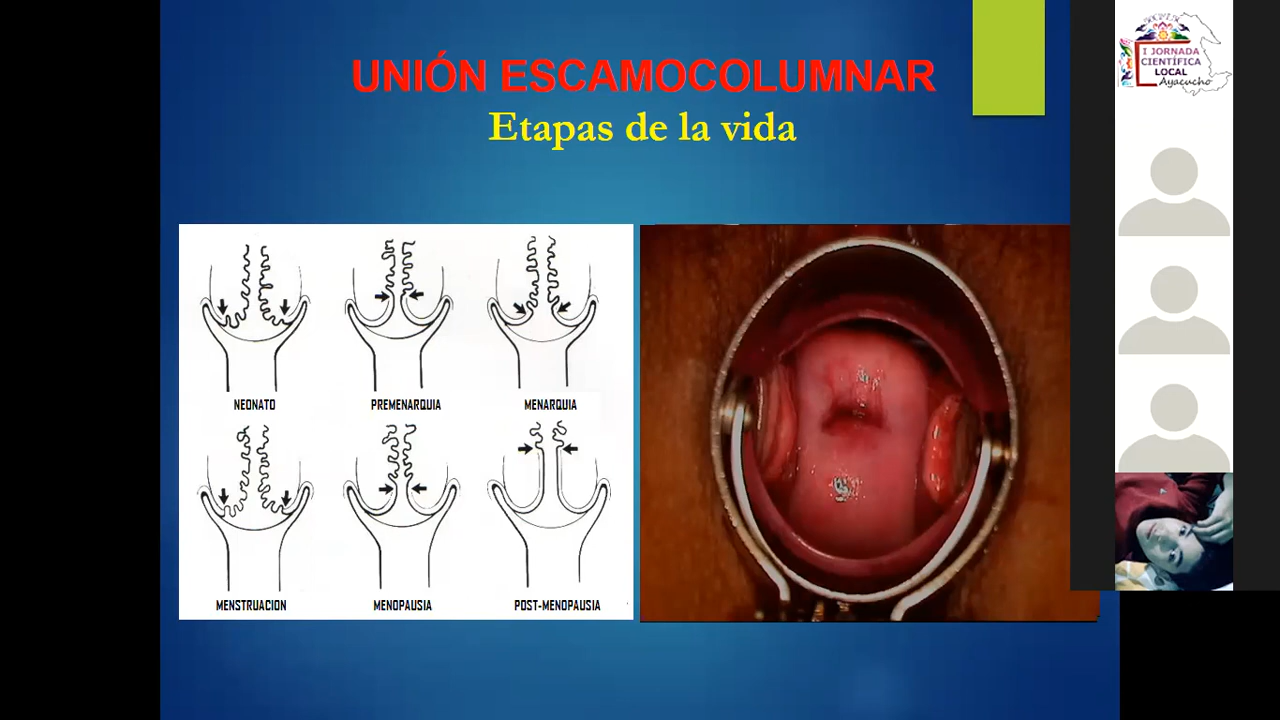 UNIÓN ESCAMOCOLUMNAR
Etapas de la vida
NEONATO
PREMENARQUIA
MENARQUIA
MENSTRUACION
MENOPAUSIA
POST-MENOPAUSIA
I JORNADA
CIENTÍFICA
LOCAL
Ayacucho